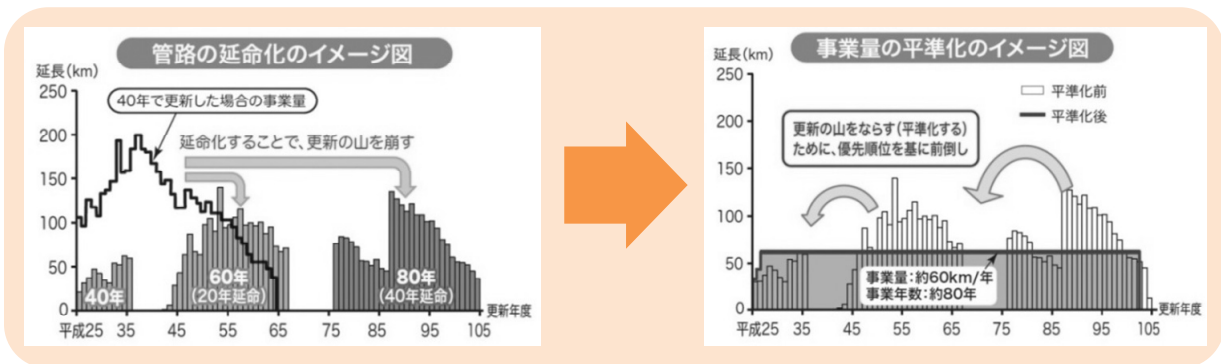 管路の延命化のイメージ図
延長(km)
250
200
150
100
50
0
40年で更新した場合の事業量
延命化することで、更新の山を崩す
40年
60年
(20年延命)
80年
(40年延命)
平成25
35
45
55
65
75
85
95
105
更新年度
事業量の平準化のイメージ図
延長(km)
250
200
150
100
50
0
平準化前
平準化後
更新の山をならす(平準化する)
ために、優先順位を基に前倒し
事業量:約60km/年
事業年数:約80年
平成25
35
45
55
65
75
85
95
105
更新年度